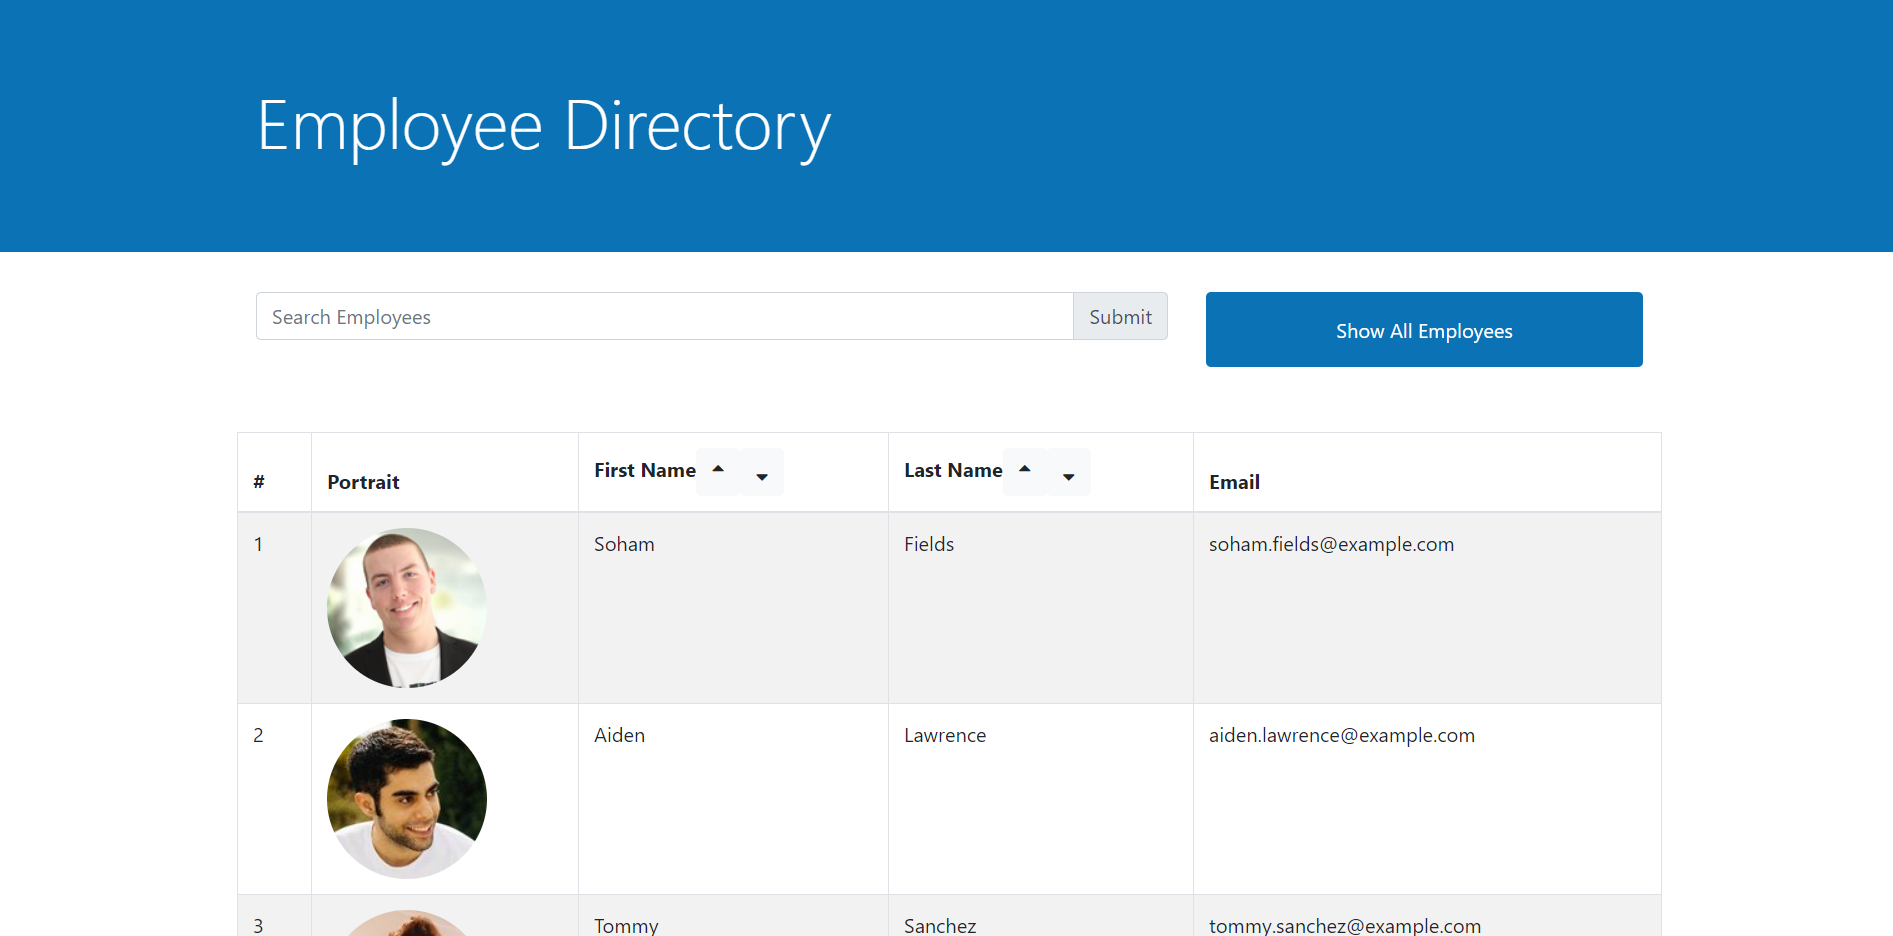 Employee Directory
Search Employees Submit Show All Employees
# Portrait First Name Last Name Email
1 Soham Fields soham.fields@example.com
2 Aiden Lawrence aiden.lawrence@example.com
3 Tommy Sanchez tommy.sanchez@example.com